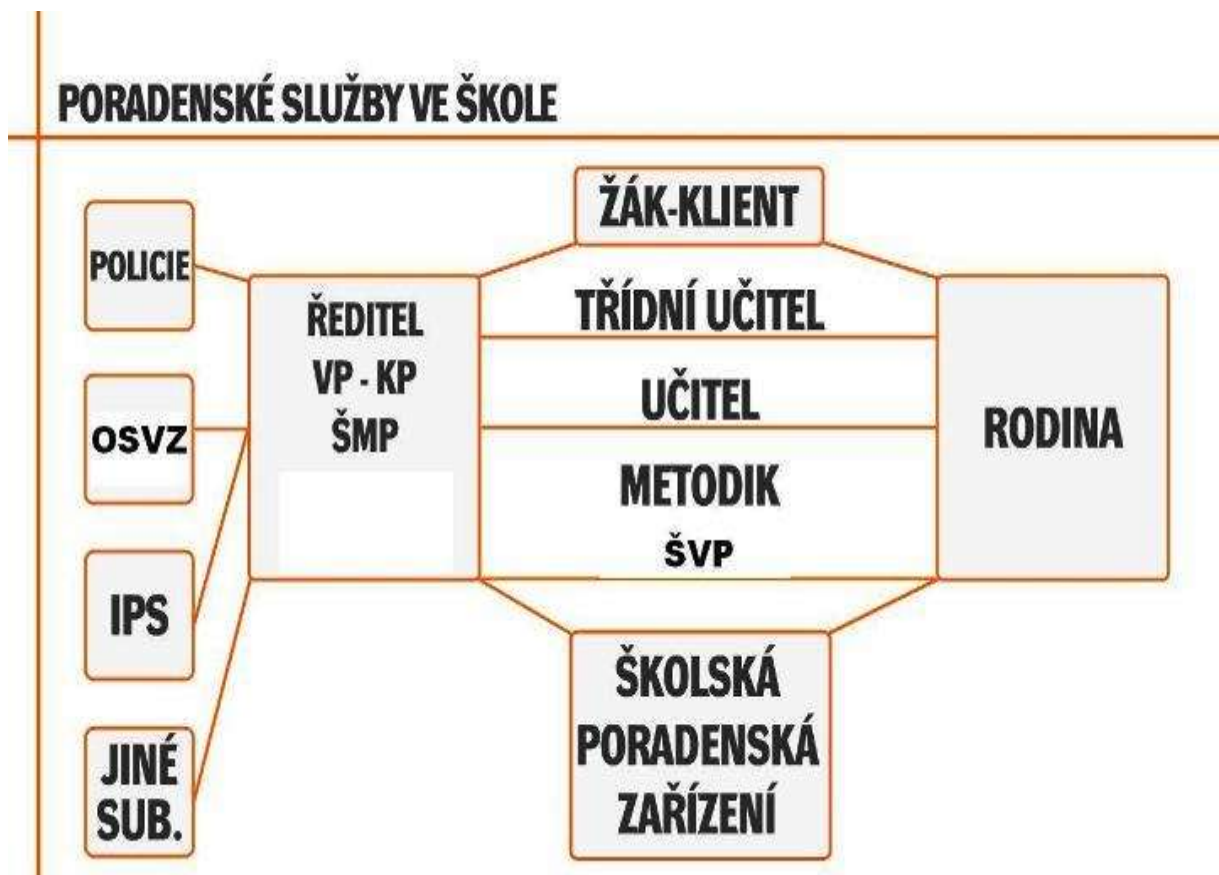 PORADENSKÉ SLUŽBY VE ŠKOLE
ŽÁK-KLIENT
POLICIE
OSVZ
IPS
JINÉ
SUB.
ŘEDITEL
VP - KP
ŠMP
TŘÍDNÍ UČITEL
UČITEL
METODIK
ŠVP
RODINA
ŠKOLSKÁ
PORADENSKÁ
ZAŘÍZENÍ